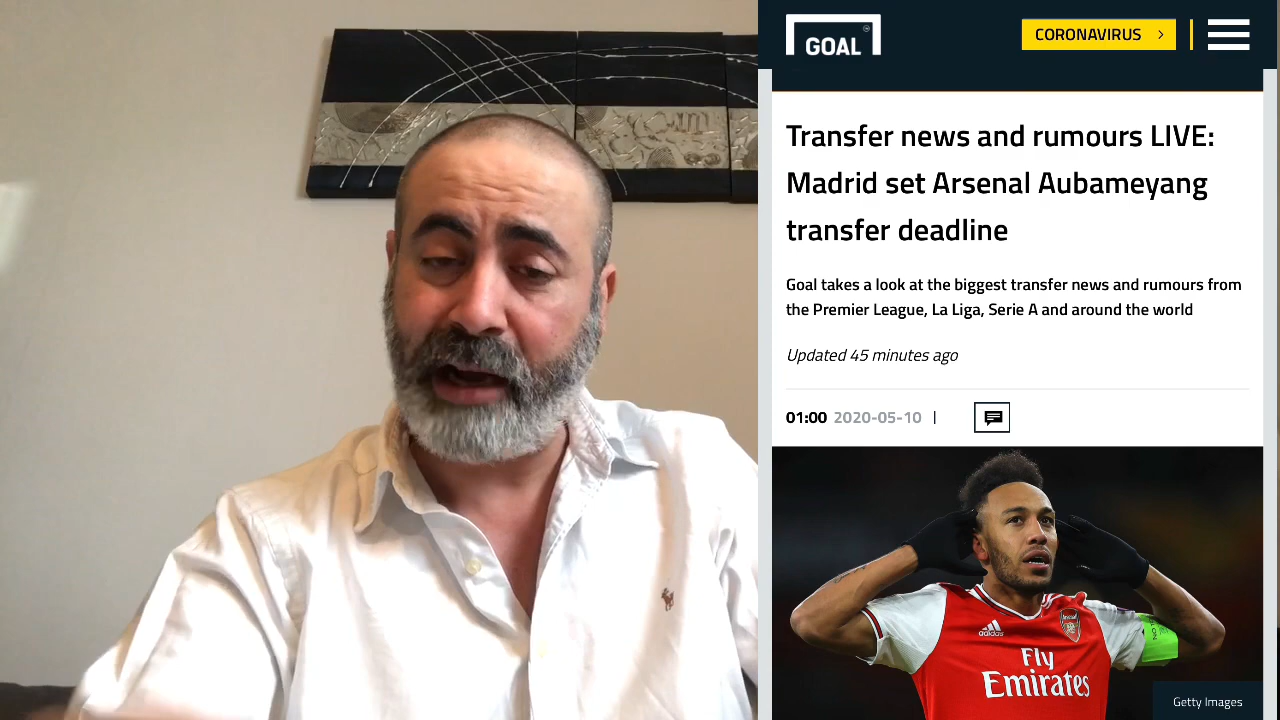 GOAL
CORONAVIRUS
Transfer news and rumours LIVE:
Madrid set Arsenal Aubameyang
transfer deadline
Goal takes a look at the biggest transfer news and rumours from
the Premier League, La Liga, Serie A and around the world
Updated 45 minutes ago
01:00 2020-05-10 |
adidas
Arsenal
Fly
Emirates
Getty Images